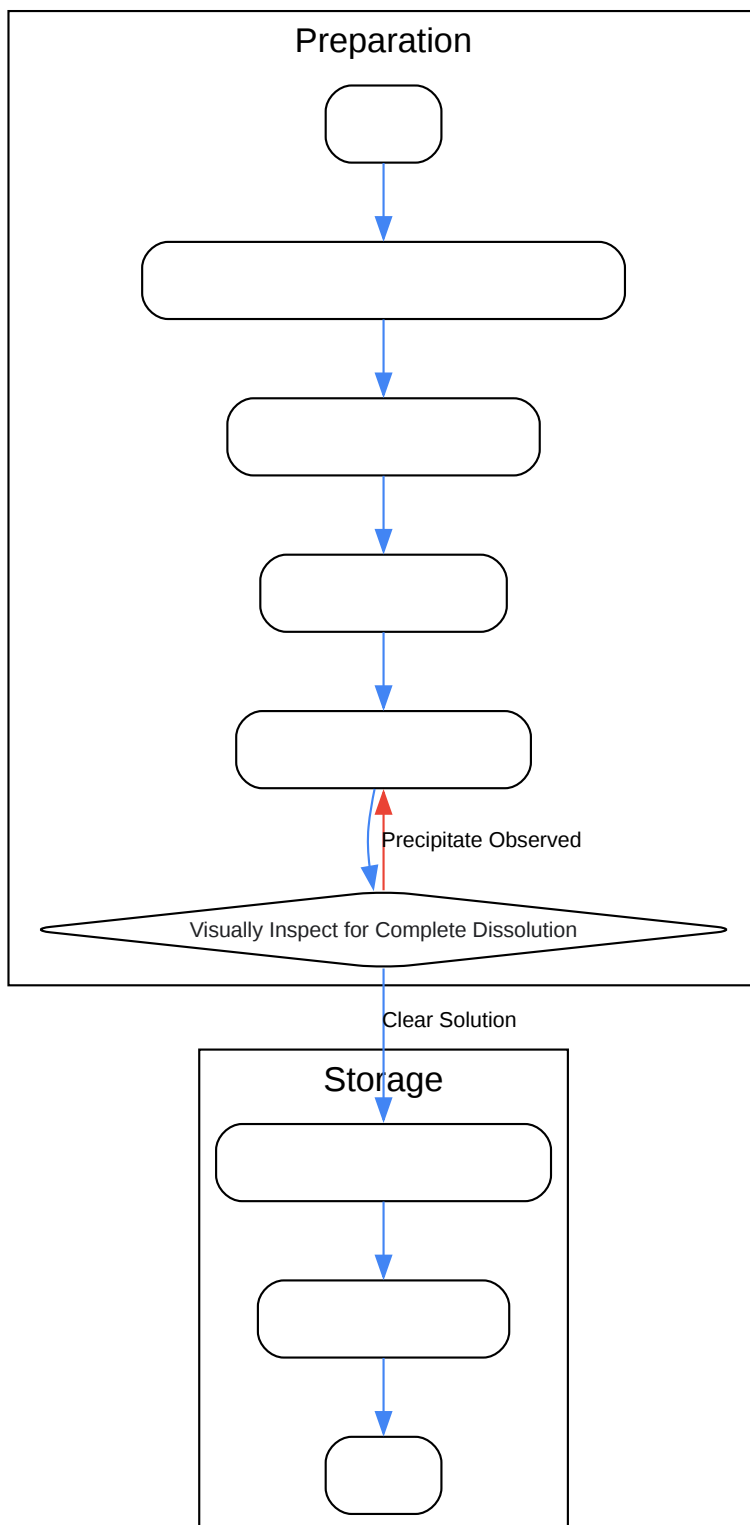 Preparation
Precipitate Observed
Visually Inspect for Complete Dissolution
Clear Solution
Storage